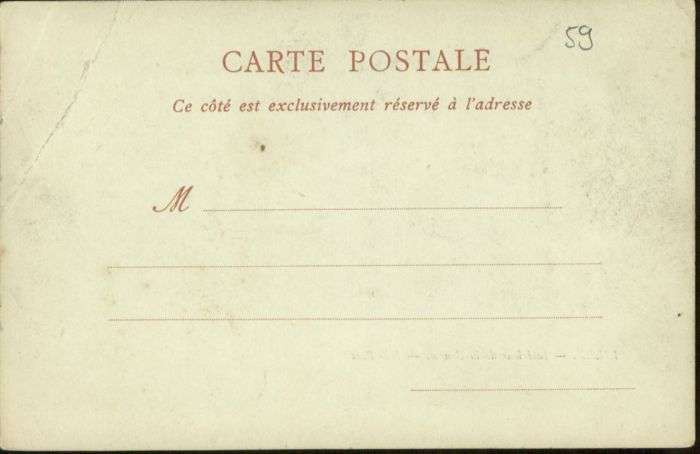 59
CARTE POSTALE
Ce côté est exclusivement réservé à l'adresse
M